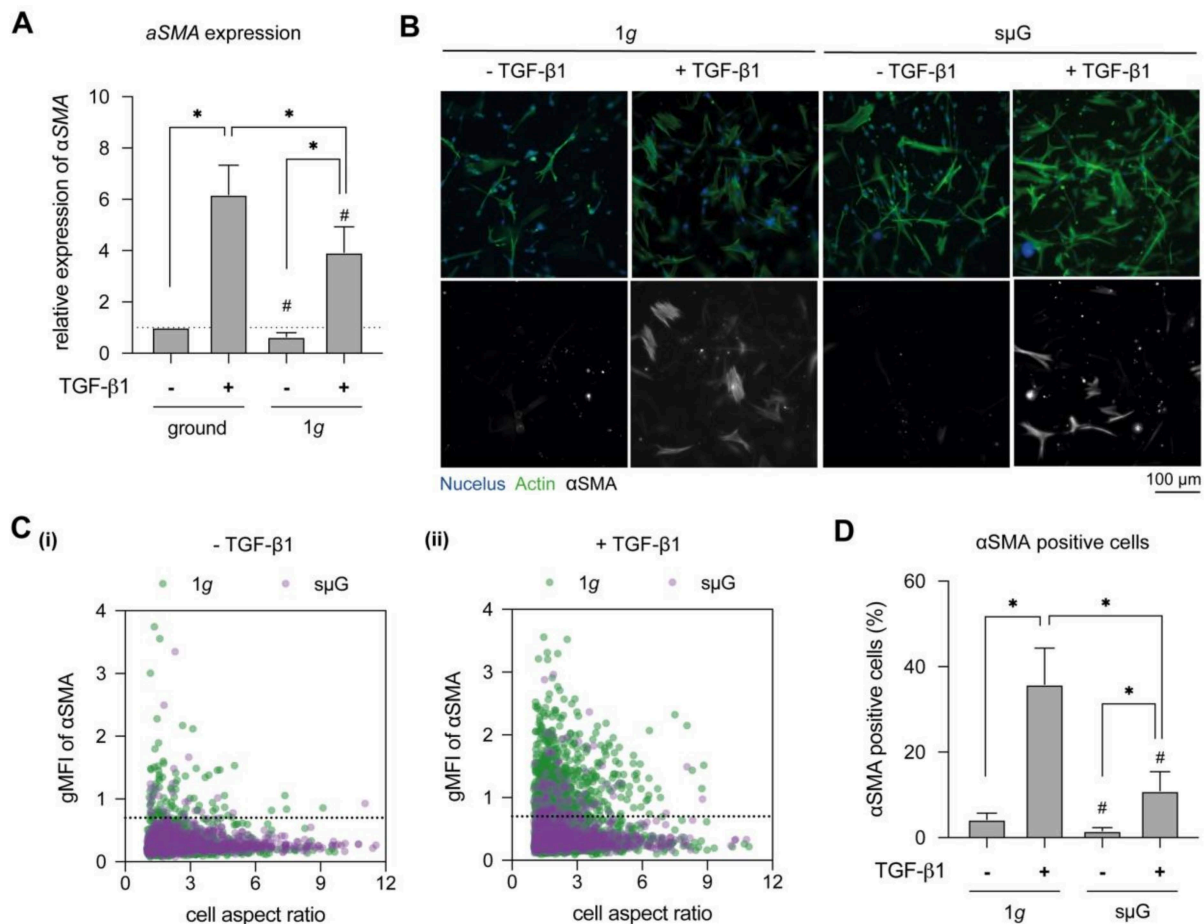 A
aSMA expression
relative expression of αSMA
10
8
6
4
2
0
*
*
*
#
#
TGF-β1
- + - +
ground 1g
B
1g sµG
- TGF-β1 + TGF-β1 - TGF-β1 + TGF-β1
Nucelus Actin αSMA
100 µm
C (i)
- TGF-β1
1g sµG
gMFI of αSMA
4
3
2
1
0
0 3 6 9 12
cell aspect ratio
(ii)
+ TGF-β1
1g sµG
gMFI of αSMA
4
3
2
1
0
0 3 6 9 12
cell aspect ratio
D
αSMA positive cells
αSMA positive cells (%)
60
40
20
0
*
*
*
#
#
TGF-β1
- + - +
1g sµG